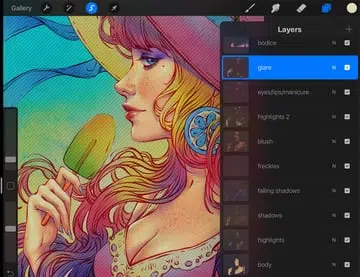 Gallery
Layers
bodice
N
glare
N
eyes/lips/manicure
N
highlights 2
N
blush
N
freckles
N
falling shadows
N
shadows
N
highlights
N
body
N